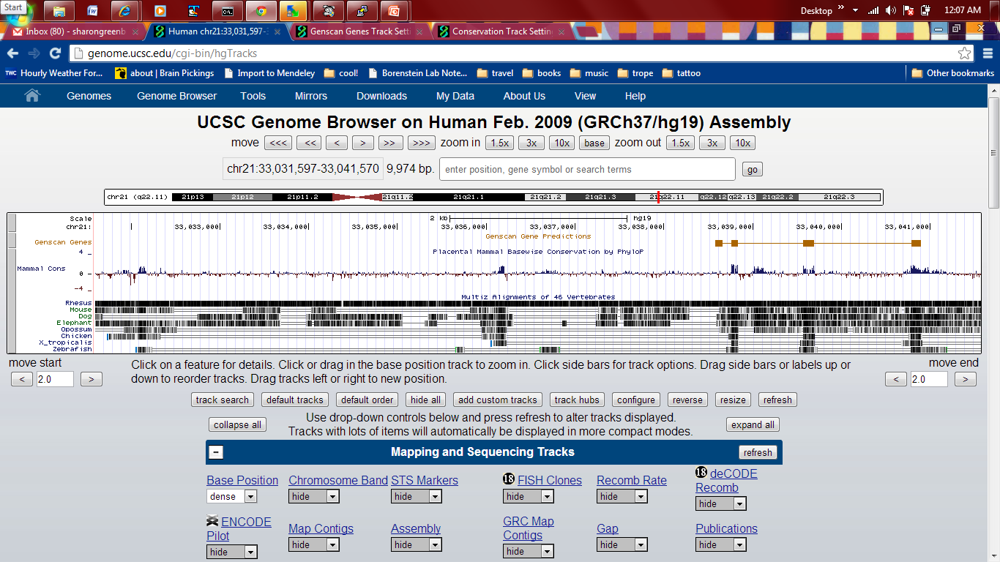 Start
Desktop » 12:07 AM
Inbox (80) - sharongreenb Human chr21:33,031,597-3 Genscan Genes Track Setti Conservation Track Setting
genome.ucsc.edu/cgi-bin/hgTracks
TWC Hourly Weather For... about | Brain Pickings Import to Mendeley cool! Borenstein Lab Note... travel books music trope tattoo Other bookmarks
Genomes Genome Browser Tools Mirrors Downloads My Data About Us View Help
UCSC Genome Browser on Human Feb. 2009 (GRCh37/hg19) Assembly
move <<< << < > >> >>> zoom in 1.5x 3x 10x base zoom out 1.5x 3x 10x
chr21:33,031,597-33,041,570 9,974 bp. enter position, gene symbol or search terms go
chr21 (q22.11) 21p13 21p12 21p11.2 21q11.2 21q21.1 21q21.2 21q21.3 21q22.11 q22.12 q22.13 21q22.2 21q22.3
Scale 2 kb hg19
chr21: 33,033,000 33,034,000 33,035,000 33,036,000 33,037,000 33,038,000 33,039,000 33,040,000 33,041,000
Genscan Gene Predictions
Genscan Genes
Placental Mammal Basewise Conservation by PhyloP
4 _
Mammal Cons
0 -
-4 _
Multiz Alignments of 46 Vertebrates
Rhesus
Mouse
Dog
Elephant
Opossum
Chicken
X_tropicalis
Zebrafish
move start Click on a feature for details. Click or drag in the base position track to zoom in. Click side bars for track options. Drag side bars or labels up or move end
< 2.0 > down to reorder tracks. Drag tracks left or right to new position. < 2.0 >
track search default tracks default order hide all add custom tracks track hubs configure reverse resize refresh
collapse all Use drop-down controls below and press refresh to alter tracks displayed. expand all
Tracks with lots of items will automatically be displayed in more compact modes.
- Mapping and Sequencing Tracks refresh
Base Position Chromosome Band STS Markers 18 FISH Clones Recomb Rate 18 deCODE Recomb
dense hide hide hide hide hide
ENCODE Pilot Map Contigs Assembly GRC Map Contigs Gap Publications
hide hide hide hide hide hide